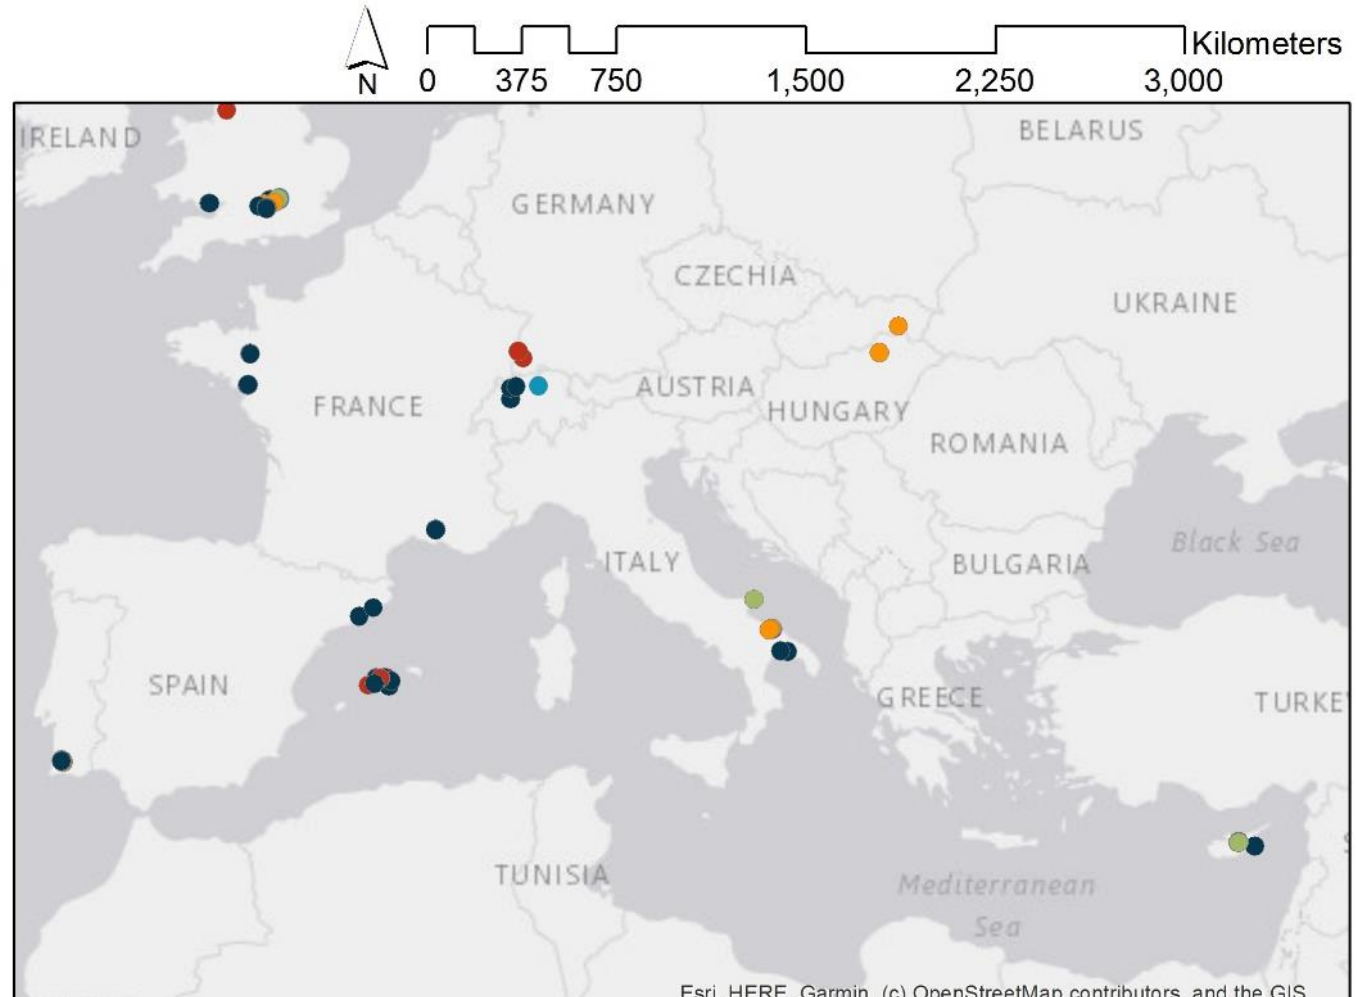 Kilometers
N 0 375 750 1,500 2,250 3,000
IRELAND
BELARUS
GERMANY
CZECHIA
UKRAINE
AUSTRIA
FRANCE
HUNGARY
ROMANIA
Black Sea
ITALY
BULGARIA
SPAIN
GREECE
TURKE
TUNISIA
Mediterranean
Sea
Esri, HERE, Garmin, (c) OpenStreetMap contributors, and the GIS